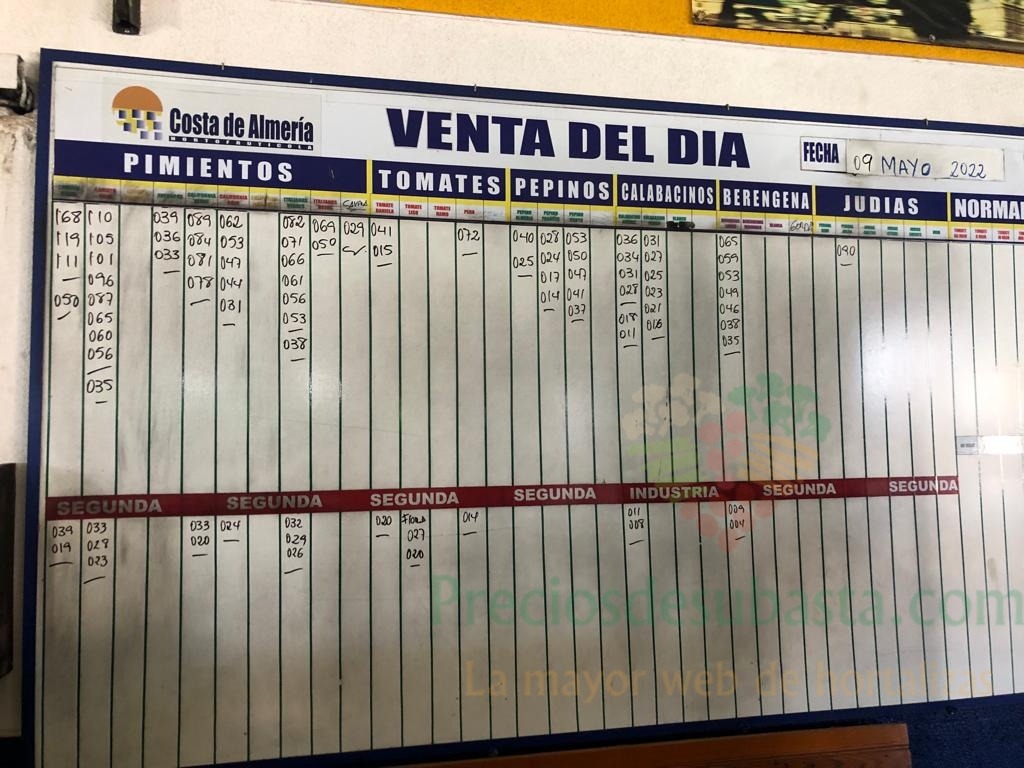 Costa de Almería
HORTOFRUTICOLA
VENTA DEL DIA
FECHA 09 MAYO 2022
PIMIENTOS TOMATES PEPINOS CALABACINOS BERENGENA JUDIAS NORMAL
168 110 039 089 062 082 069 029 041 072 040 028 053 036 031 065 090
119 105 036 084 053 071 050 015 025 024 050 034 027 059
111 101 033 081 047 066 017 047 031 025 053
050 096 078 044 061 014 041 028 023 049
087 031 056 037 018 021 046
065 053 011 016 038
060 038 035
056
035
SEGUNDA SEGUNDA SEGUNDA SEGUNDA INDUSTRIA SEGUNDA SEGUNDA
039 033 033 024 032 020 Flores 014 011 009
019 028 020 029 027 008 004
023 026 020
Preciosdesubasta.com
La mayor web de hortalizas